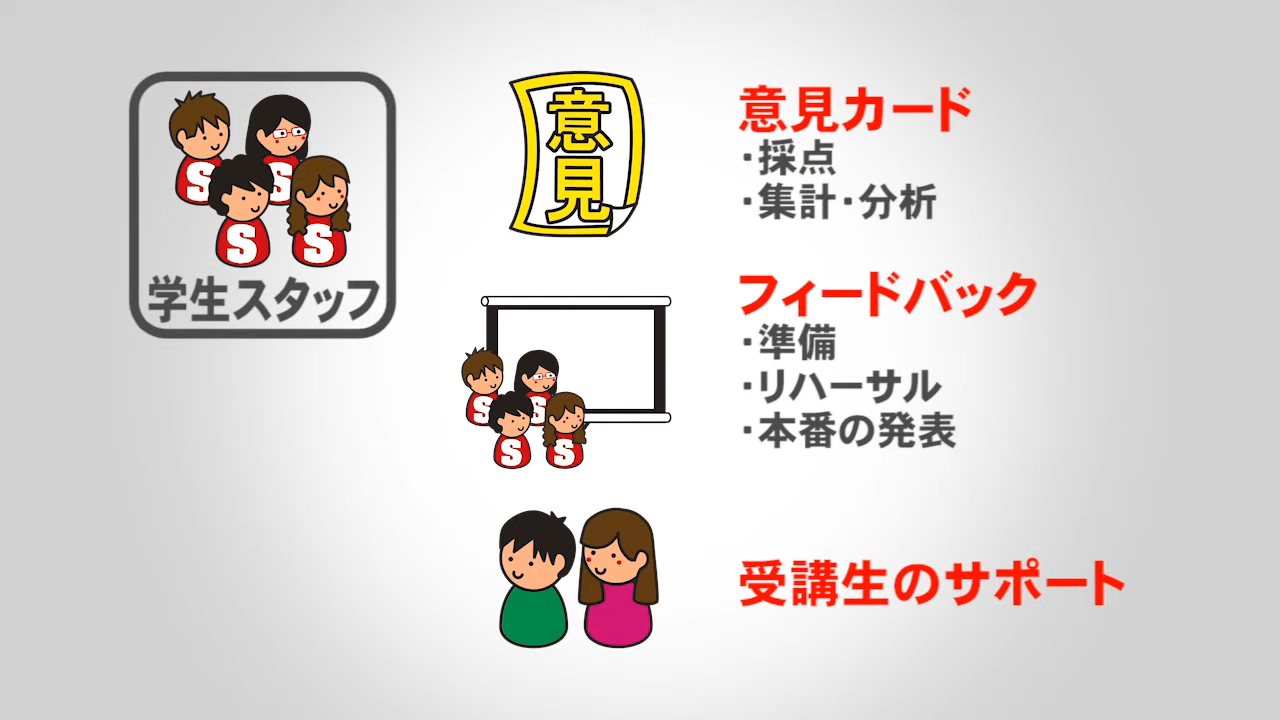 S
S
S
S
学生スタッフ
意見
意見カード
・採点
・集計・分析
S
S
S
S
フィードバック
・準備
・リハーサル
・本番の発表
受講生のサポート